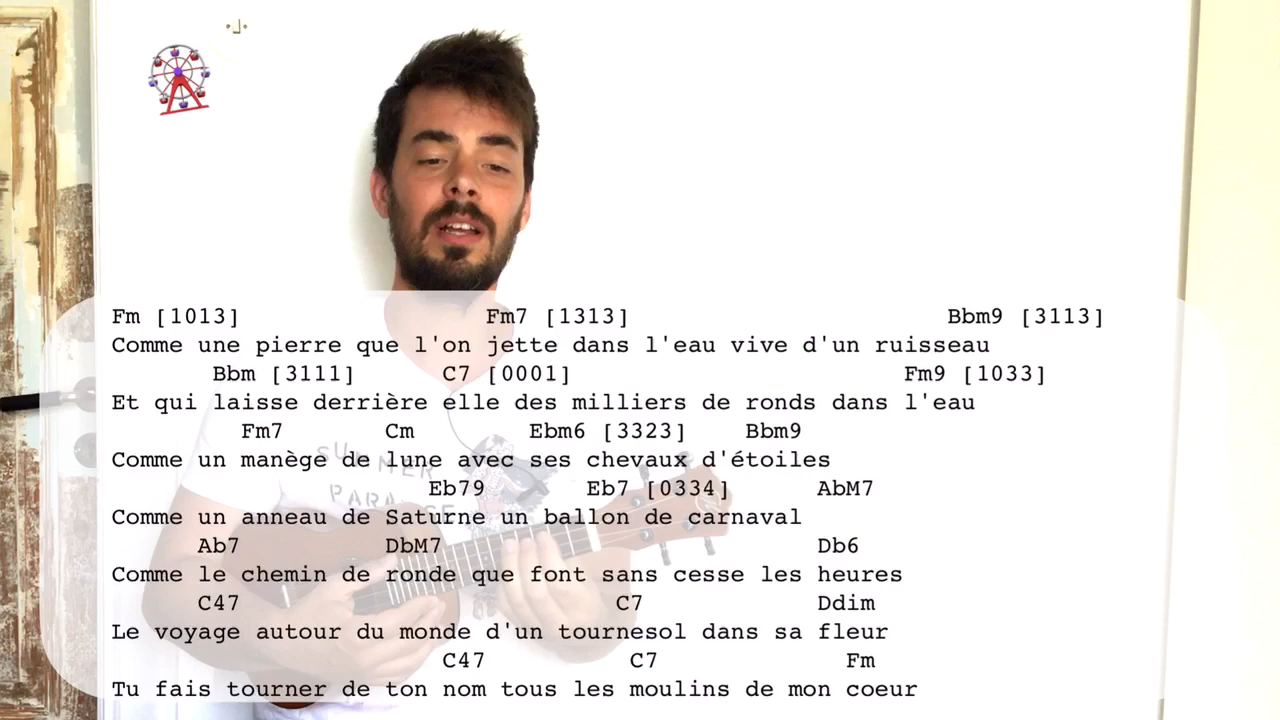 Fm [1013] Fm7 [1313] Bbm9 [3113]
Comme une pierre que l'on jette dans l'eau vive d'un ruisseau
Bbm [3111] C7 [0001] Fm9 [1033]
Et qui laisse derrière elle des milliers de ronds dans l'eau
Fm7 Cm Ebm6 [3323] Bbm9
Comme un manège de lune avec ses chevaux d'étoiles
Eb79 Eb7 [0334] AbM7
Comme un anneau de Saturne un ballon de carnaval
Ab7 DbM7 Db6
Comme le chemin de ronde que font sans cesse les heures
C47 C7 Ddim
Le voyage autour du monde d'un tournesol dans sa fleur
C47 C7 Fm
Tu fais tourner de ton nom tous les moulins de mon coeur
SUMMER